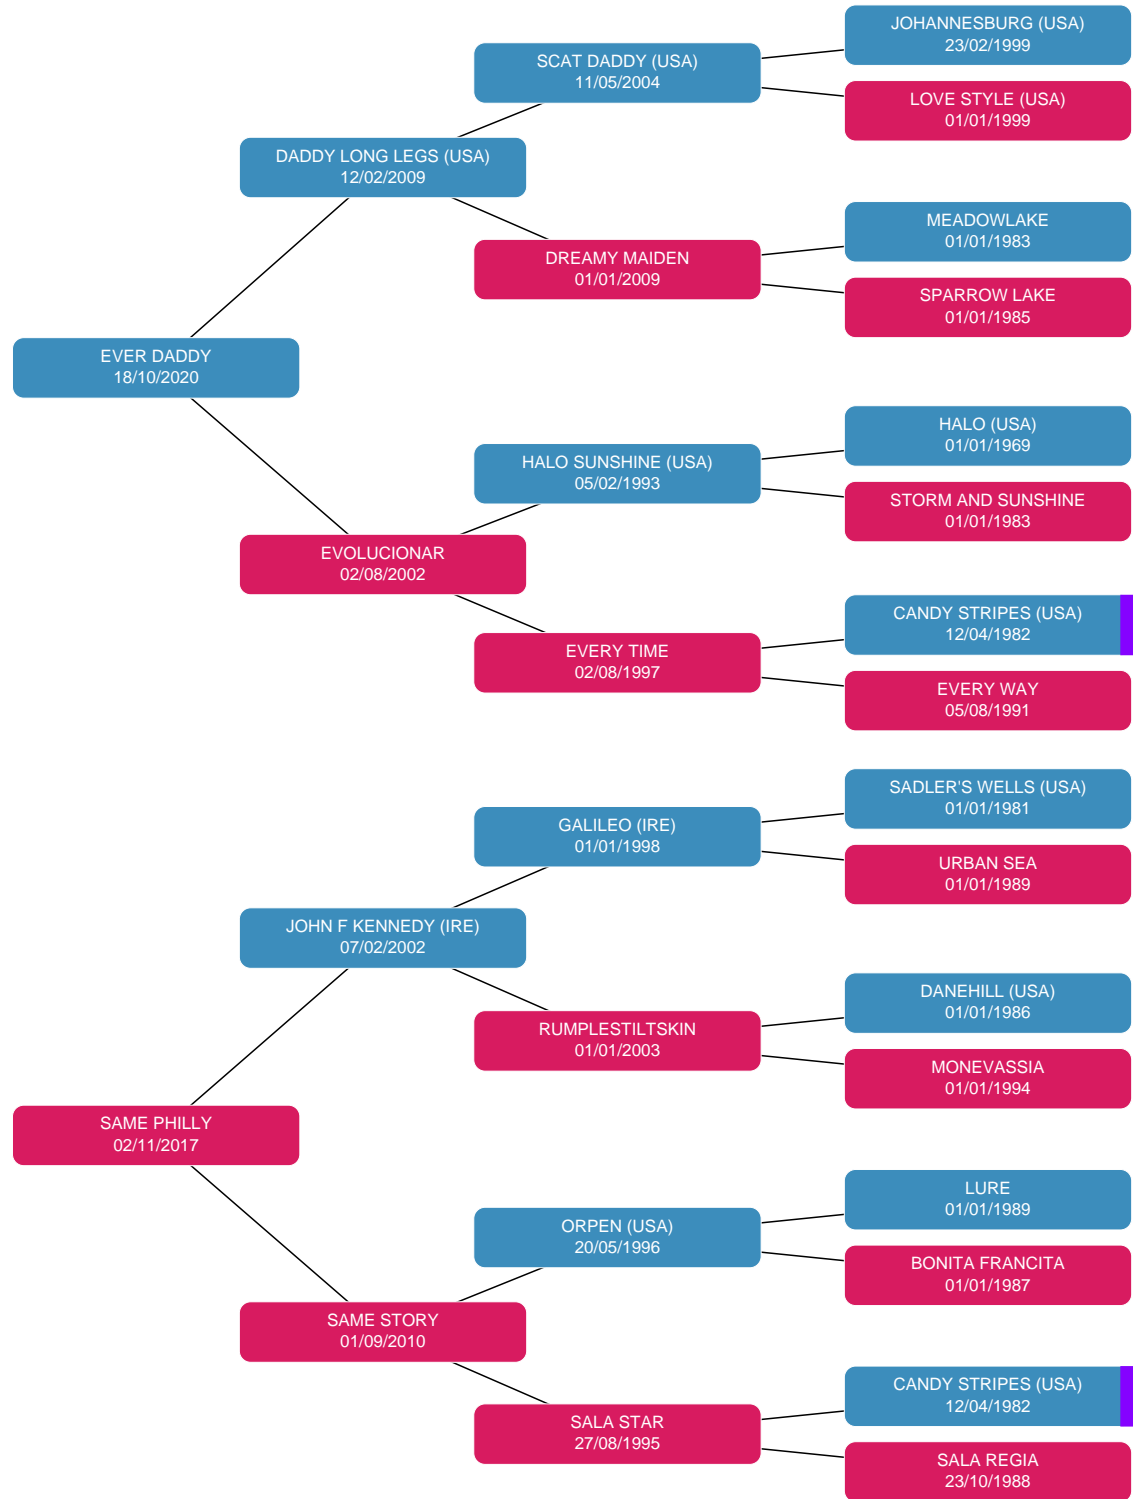 JOHANNESBURG (USA)
23/02/1999
SCAT DADDY (USA)
11/05/2004
LOVE STYLE (USA)
01/01/1999
DADDY LONG LEGS (USA)
12/02/2009
MEADOWLAKE
01/01/1983
DREAMY MAIDEN
01/01/2009
SPARROW LAKE
01/01/1985
EVER DADDY
18/10/2020
HALO (USA)
01/01/1969
HALO SUNSHINE (USA)
05/02/1993
STORM AND SUNSHINE
01/01/1983
EVOLUCIONAR
02/08/2002
CANDY STRIPES (USA)
12/04/1982
EVERY TIME
02/08/1997
EVERY WAY
05/08/1991
SADLER'S WELLS (USA)
01/01/1981
GALILEO (IRE)
01/01/1998
URBAN SEA
01/01/1989
JOHN F KENNEDY (IRE)
07/02/2002
DANEHILL (USA)
01/01/1986
RUMPLESTILTSKIN
01/01/2003
MONEVASSIA
01/01/1994
SAME PHILLY
02/11/2017
LURE
01/01/1989
ORPEN (USA)
20/05/1996
BONITA FRANCITA
01/01/1987
SAME STORY
01/09/2010
CANDY STRIPES (USA)
12/04/1982
SALA STAR
27/08/1995
SALA REGIA
23/10/1988